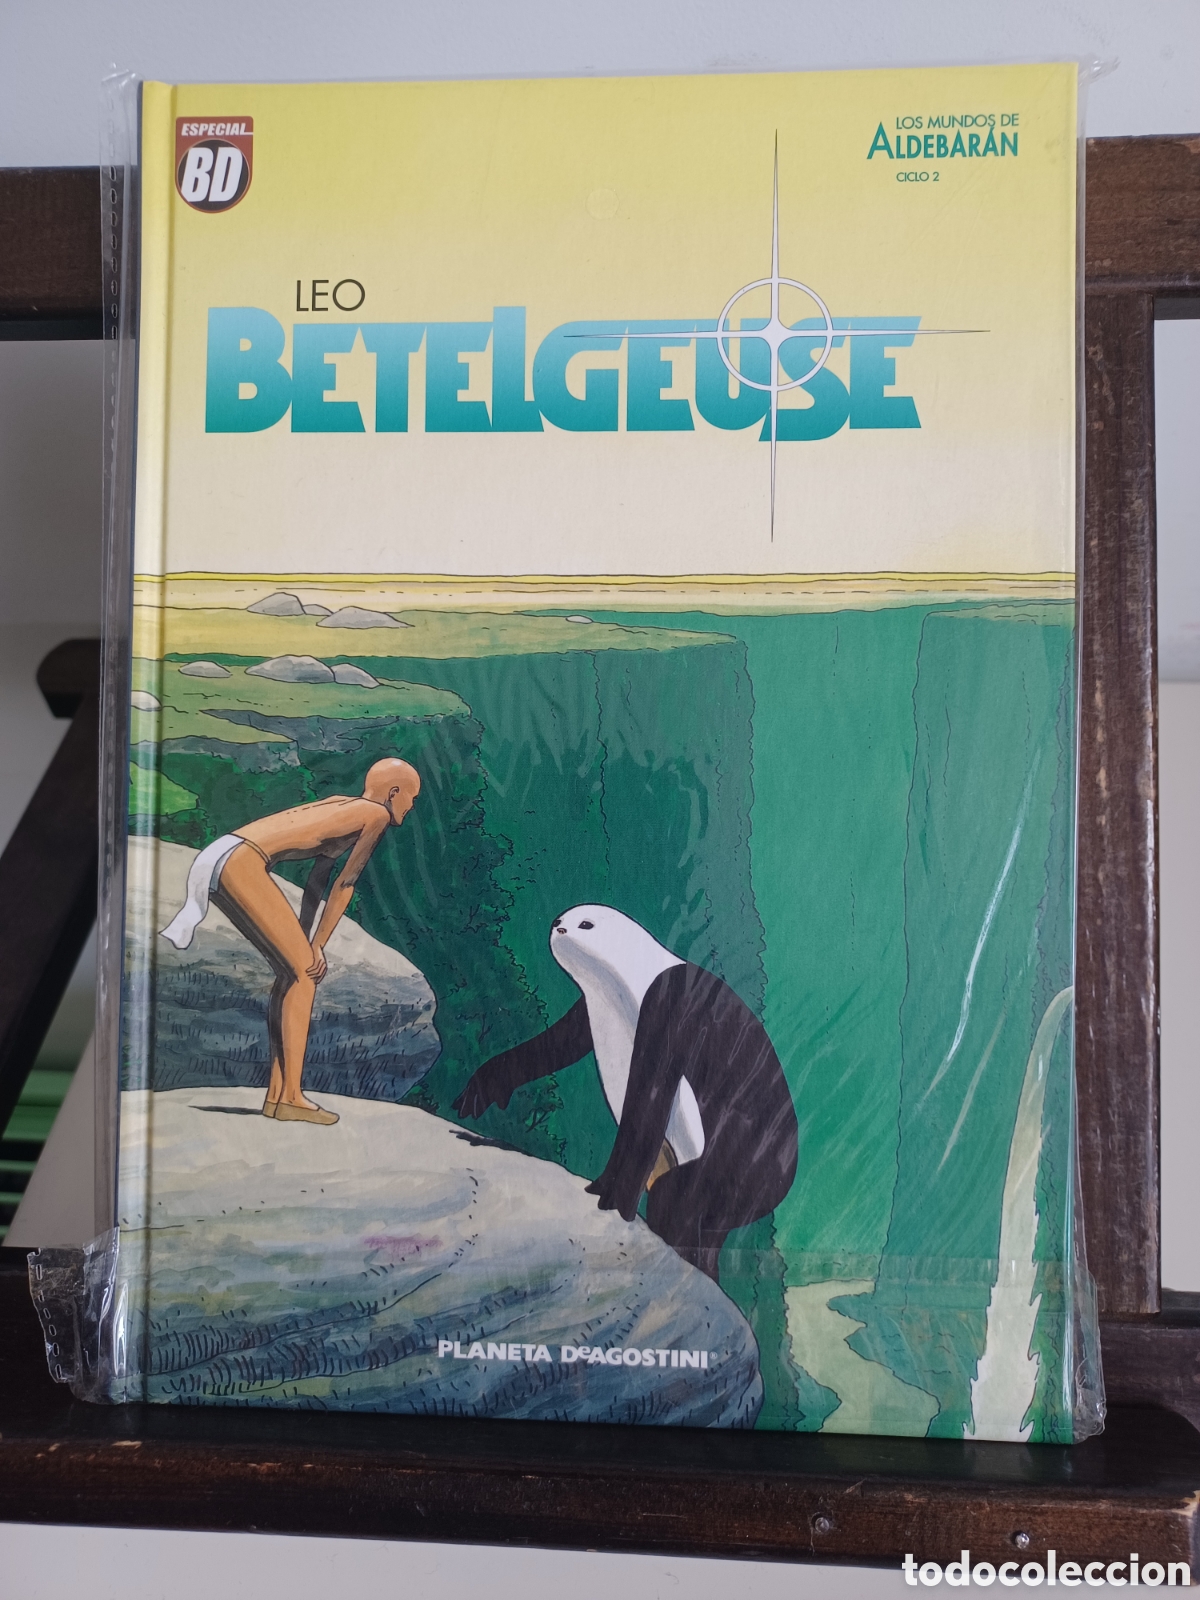 ESPECIAL
BD
LOS MUNDOS DE
ALDEBARÁN
CICLO 2
LEO
BETELGEUSE
PLANETA DeAGOSTINI®
todocoleccion